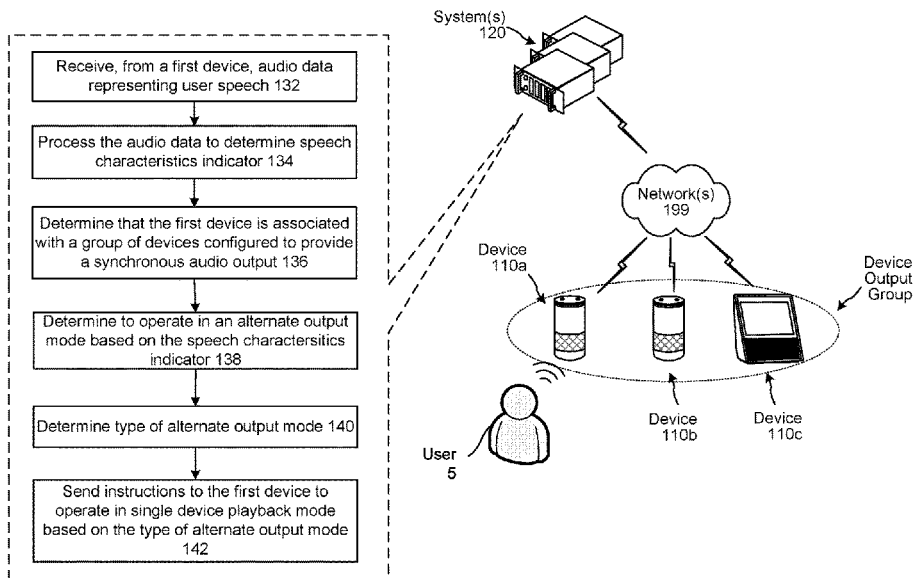 Receive, from a first device, audio data
representing user speech 132
Process the audio data to determine speech
characteristics indicator 134
Determine that the first device is associated
with a group of devices configured to provide
a synchronous audio output 136
Determine to operate in an alternate output
mode based on the speech charactersitics
indicator 138
Determine type of alternate output mode 140
Send instructions to the first device to
operate in single device playback mode
based on the type of alternate output mode
142
System(s)
120
Network(s)
199
Device
110a
Device
Output
Group
Device
110b
Device
110c
User
5